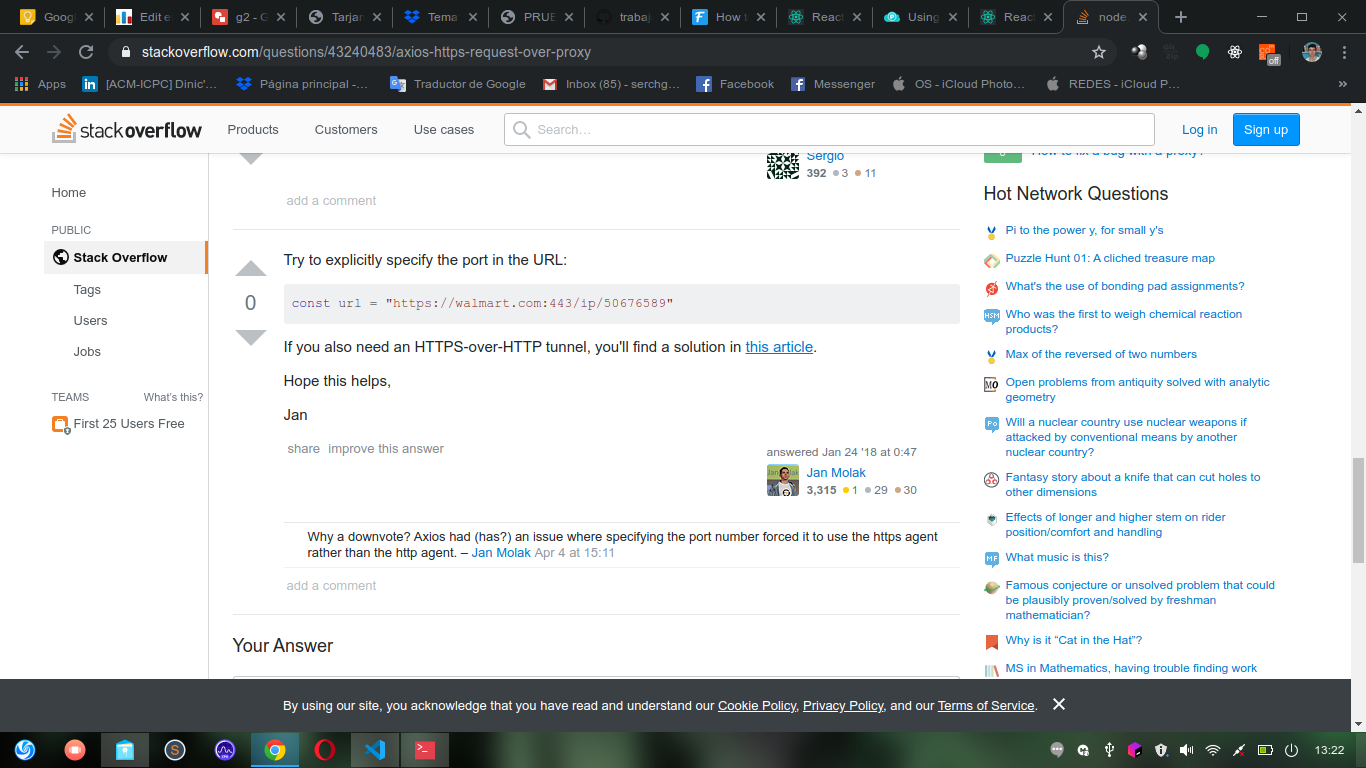 Googl
Edit e
g2 - G
Tarjan
Tema
PRUE
trabaj
How to
React
Using
React
node.
stackoverflow.com/questions/43240483/axios-https-request-over-proxy
off
Apps
[ACM-ICPC] Dinic'...
Página principal -...
Traductor de Google
Inbox (85) - serchg...
Facebook
Messenger
OS - iCloud Photo...
REDES - iCloud P...
»
stackoverflow
Products
Customers
Use cases
Search...
Log in
Sign up
Home
PUBLIC
Stack Overflow
Tags
Users
Jobs
TEAMS
What's this?
First 25 Users Free
Sergio
392 3 11
add a comment
Try to explicitly specify the port in the URL:
0
const url = "https://walmart.com:443/ip/50676589"
If you also need an HTTPS-over-HTTP tunnel, you'll find a solution in this article.
Hope this helps,
Jan
share improve this answer
answered Jan 24 '18 at 0:47
Jan Molak
3,315 1 29 30
Why a downvote? Axios had (has?) an issue where specifying the port number forced it to use the https agent
rather than the http agent. – Jan Molak Apr 4 at 15:11
add a comment
Your Answer
How to fix a bug with a proxy?
Hot Network Questions
Pi to the power y, for small y's
Puzzle Hunt 01: A cliched treasure map
What's the use of bonding pad assignments?
HSM
Who was the first to weigh chemical reaction
products?
Max of the reversed of two numbers
MO
Open problems from antiquity solved with analytic
geometry
Po
Will a nuclear country use nuclear weapons if
attacked by conventional means by another
nuclear country?
Fantasy story about a knife that can cut holes to
other dimensions
Effects of longer and higher stem on rider
position/comfort and handling
MF
What music is this?
Famous conjecture or unsolved problem that could
be plausibly proven/solved by freshman
mathematician?
Why is it “Cat in the Hat”?
MS in Mathematics, having trouble finding work
By using our site, you acknowledge that you have read and understand our Cookie Policy, Privacy Policy, and our Terms of Service.
13:22